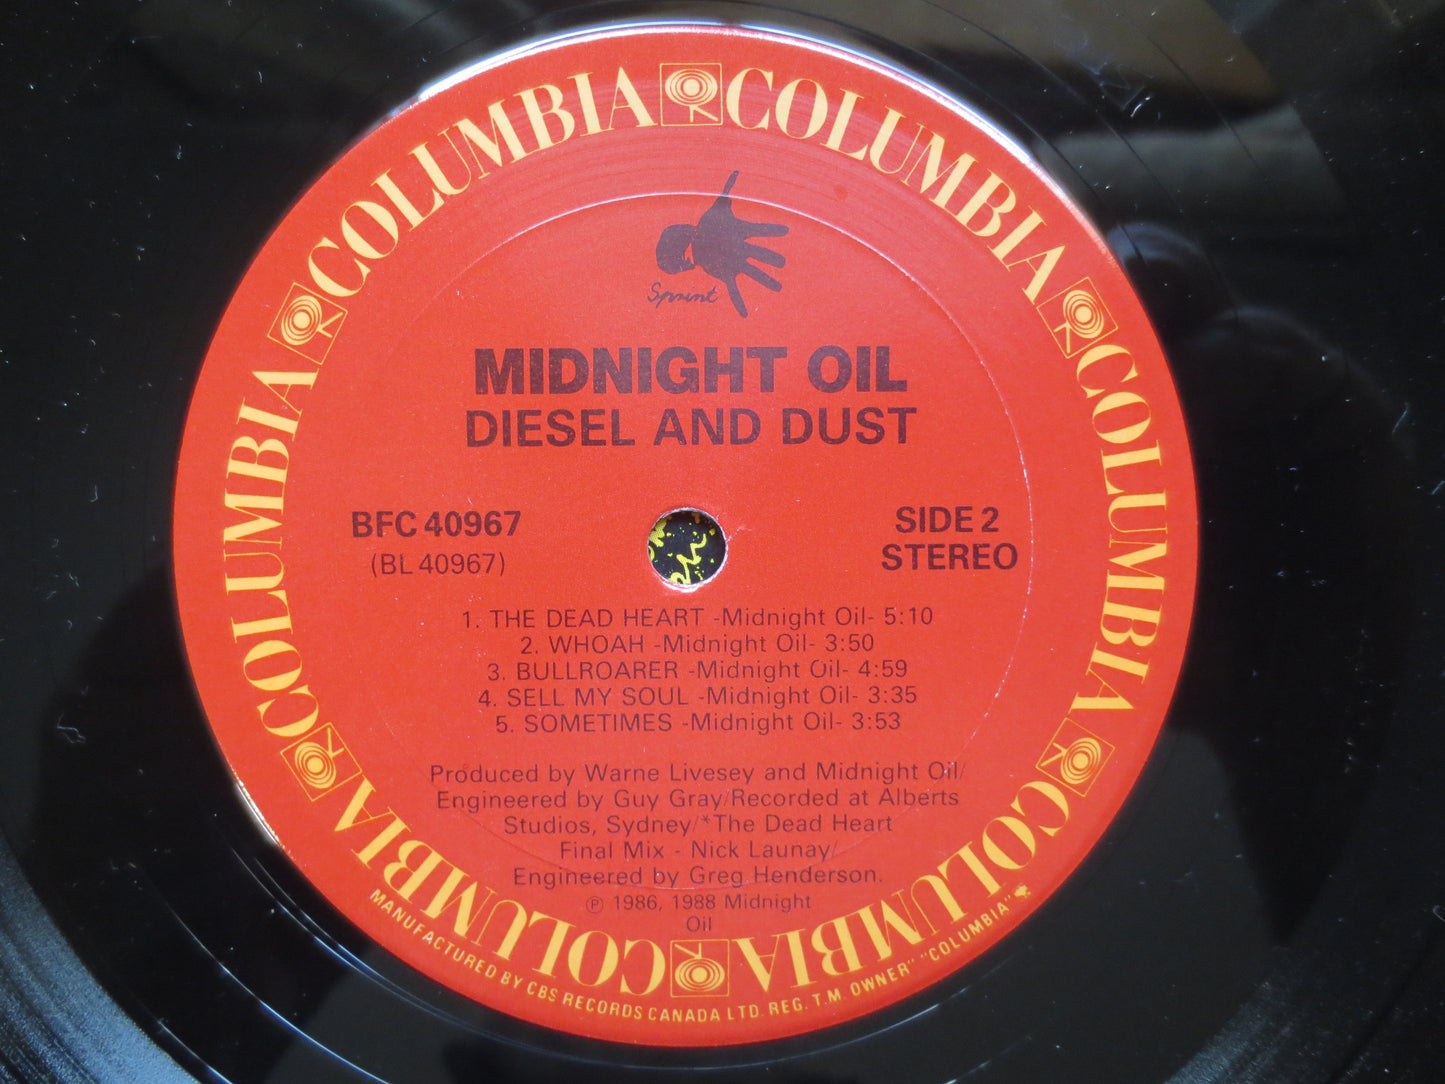 COLUMBIA COLUMBIA COLUMBIA COLUMBIA COLUMBIA COLUMBIA COLUMBIA COLUMBIA
Sprint
MIDNIGHT OIL
DIESEL AND DUST
BFC 40967
(BL 40967)
SIDE 2
STEREO
1. THE DEAD HEART -Midnight Oil- 5:10
2. WHOAH -Midnight Oil- 3:50
3. BULLROARER -Midnight Oil- 4:59
4. SELL MY SOUL -Midnight Oil- 3:35
5. SOMETIMES -Midnight Oil- 3:53
Produced by Warne Livesey and Midnight Oil/
Engineered by Guy Gray/Recorded at Alberts
Studios, Sydney/*The Dead Heart
Final Mix - Nick Launay/
Engineered by Greg Henderson.
℗ 1986, 1988 Midnight
Oil
MANUFACTURED BY CBS RECORDS CANADA LTD. REG. T.M. OWNER" "COLUMBIA"